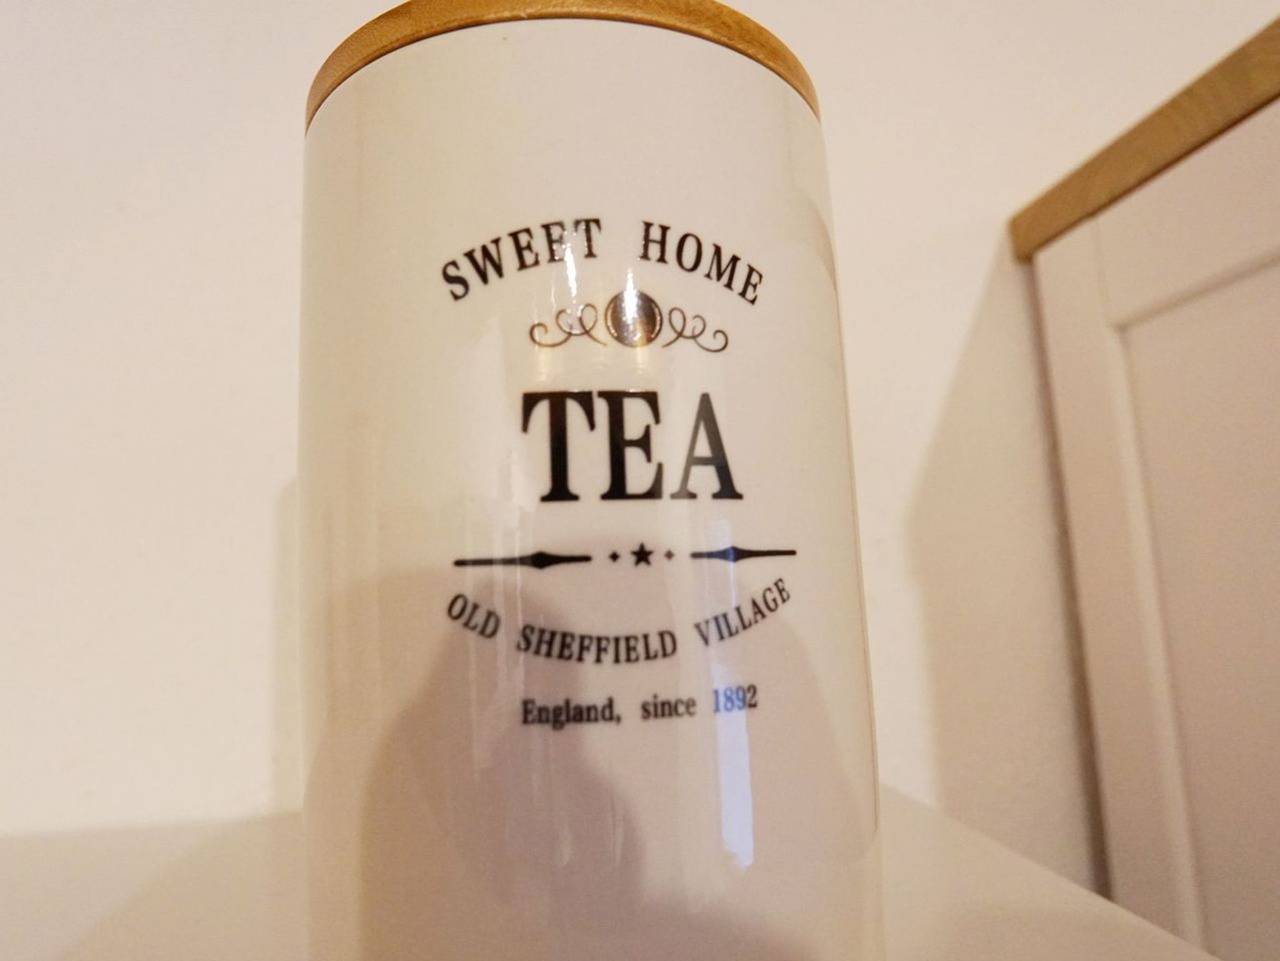 SWEET HOME
TEA
OLD SHEFFIELD VILLAGE
England, since 1892